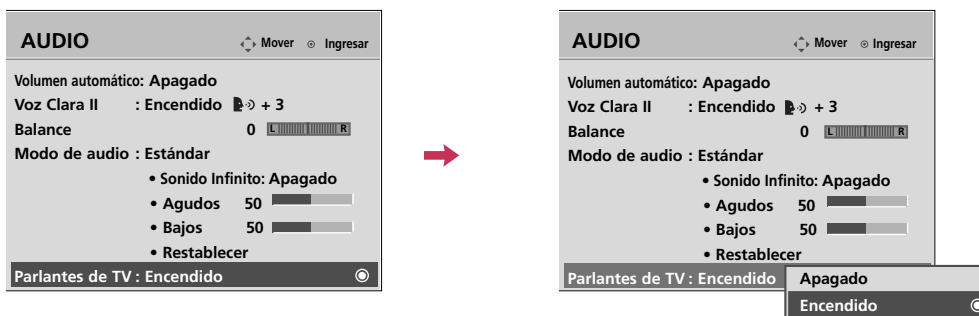 AUDIO Mover Ingresar
Volumen automático: Apagado
Voz Clara II : Encendido + 3
Balance 0 L R
Modo de audio : Estándar
• Sonido Infinito: Apagado
• Agudos 50
• Bajos 50
• Restablecer
Parlantes de TV : Encendido
AUDIO Mover Ingresar
Volumen automático: Apagado
Voz Clara II : Encendido + 3
Balance 0 L R
Modo de audio : Estándar
• Sonido Infinito: Apagado
• Agudos 50
• Bajos 50
• Restablecer
Parlantes de TV : Encendido
Apagado
Encendido